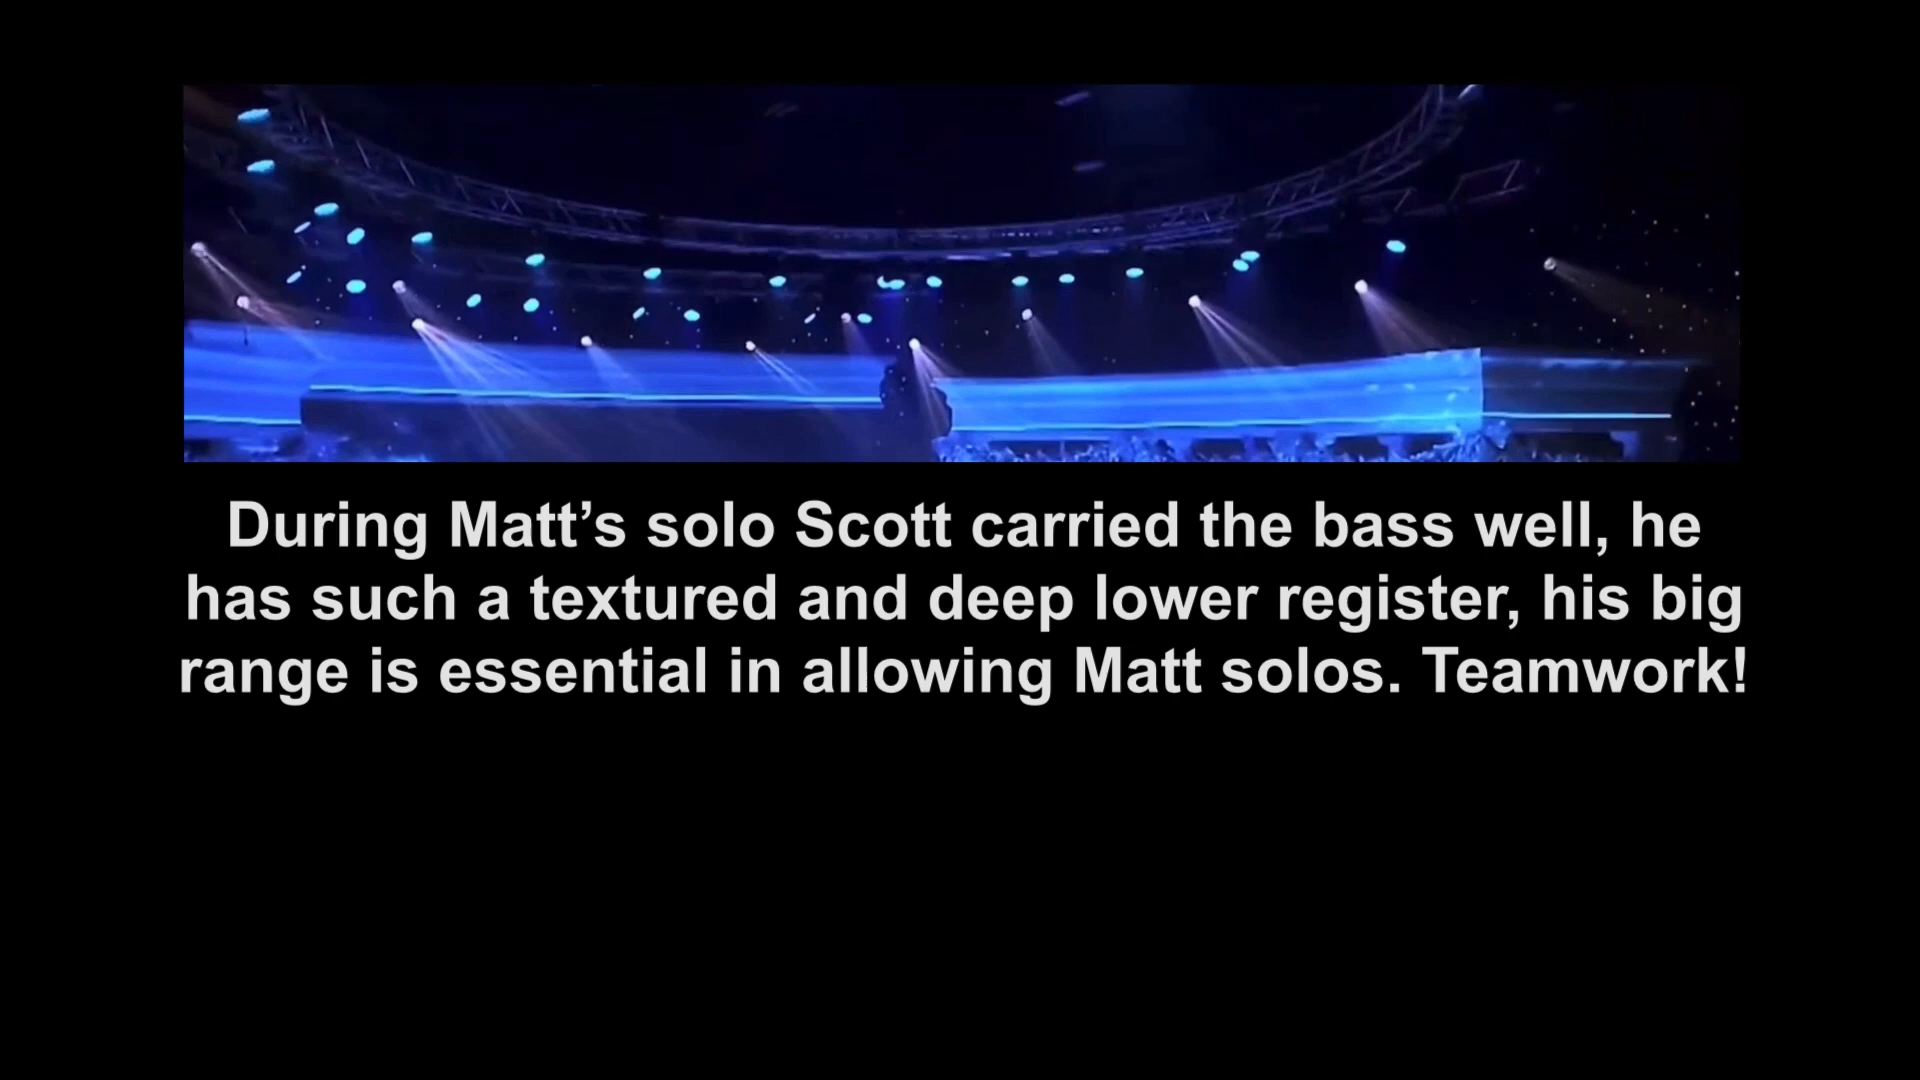 During Matt’s solo Scott carried the bass well, he
has such a textured and deep lower register, his big
range is essential in allowing Matt solos. Teamwork!